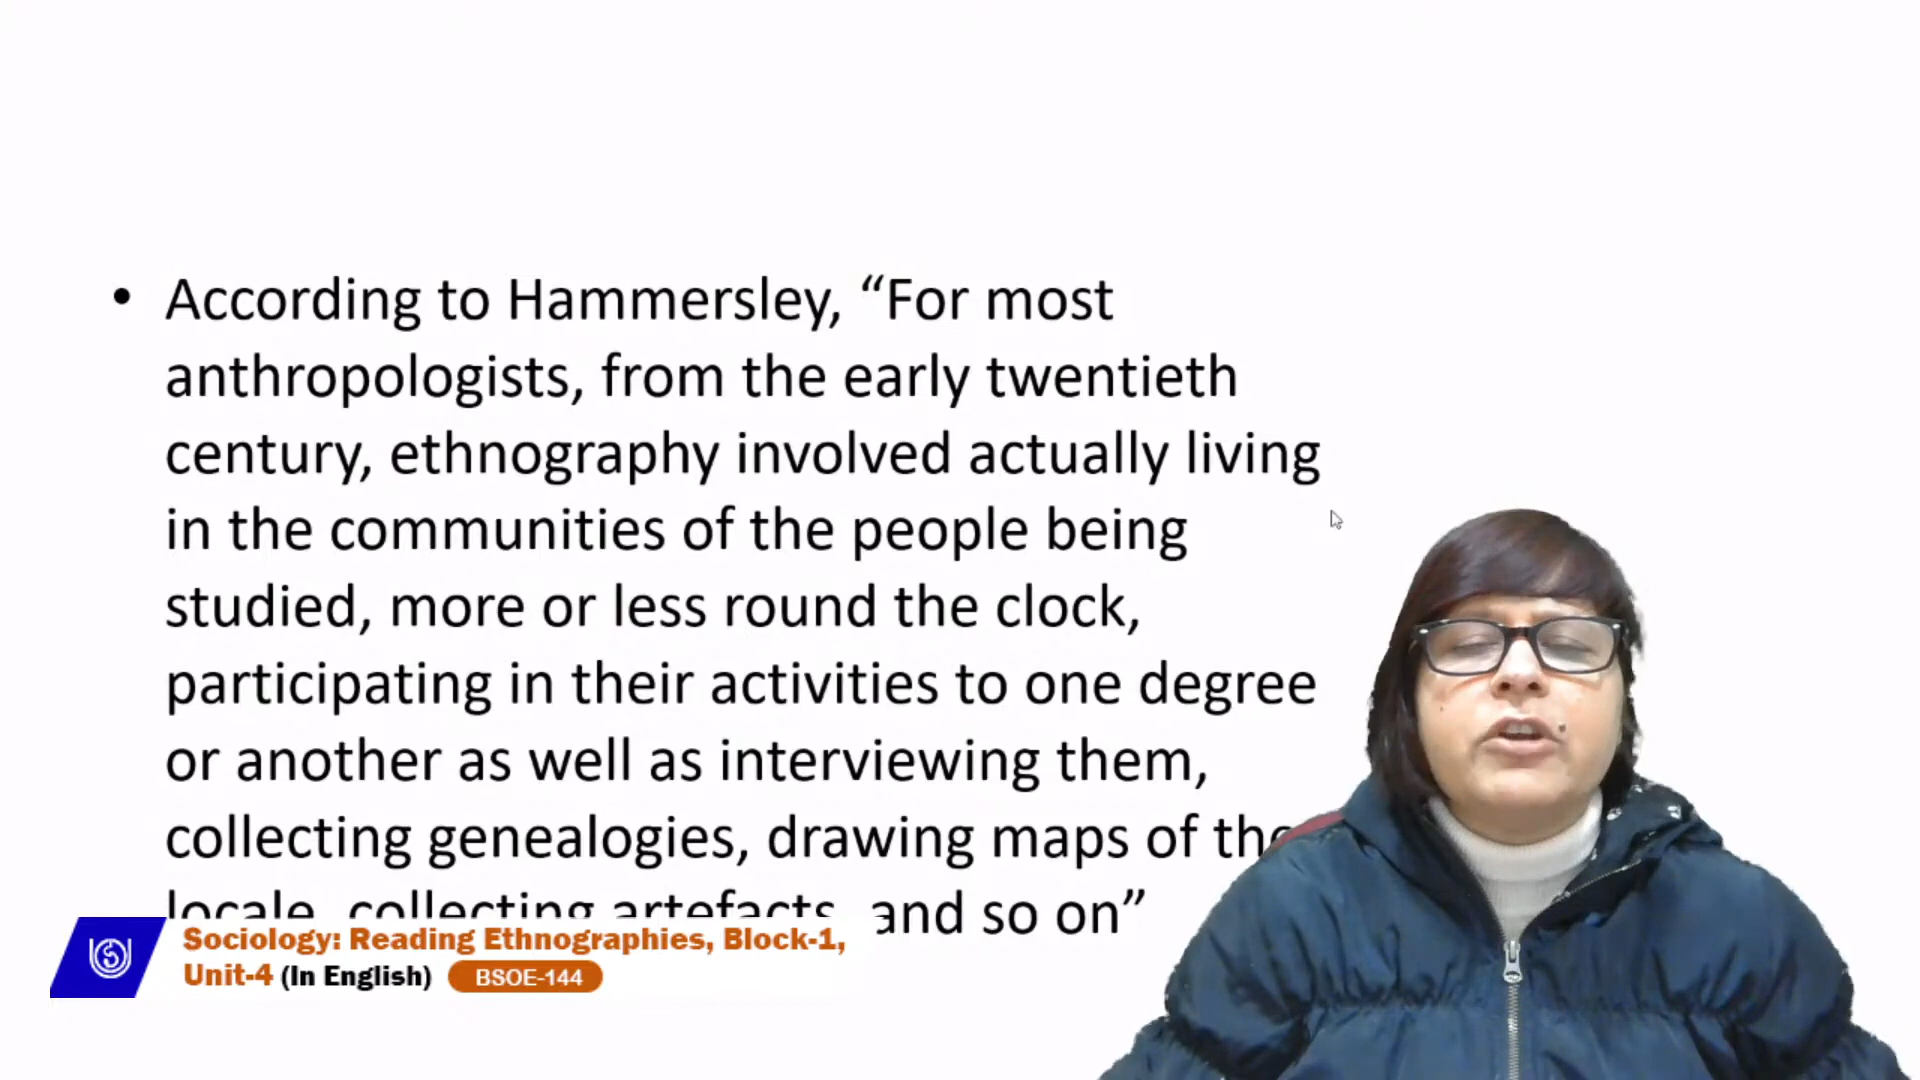 • According to Hammersley, “For most
anthropologists, from the early twentieth
century, ethnography involved actually living
in the communities of the people being
studied, more or less round the clock,
participating in their activities to one degree
or another as well as interviewing them,
collecting genealogies, drawing maps of the
locale, collecting artefacts, and so on”
Sociology: Reading Ethnographies, Block-1,
Unit-4 (In English) BSOE-144